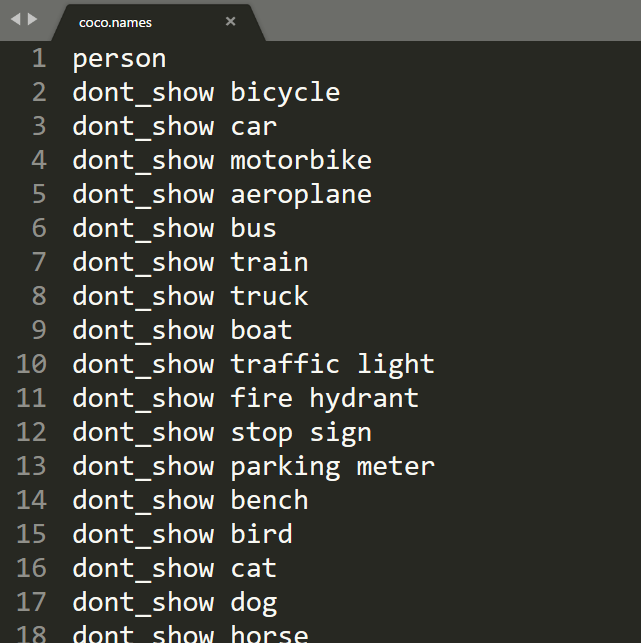 coco.names
1 person
2 dont_show bicycle
3 dont_show car
4 dont_show motorbike
5 dont_show aeroplane
6 dont_show bus
7 dont_show train
8 dont_show truck
9 dont_show boat
10 dont_show traffic light
11 dont_show fire hydrant
12 dont_show stop sign
13 dont_show parking meter
14 dont_show bench
15 dont_show bird
16 dont_show cat
17 dont_show dog
18 dont_show horse